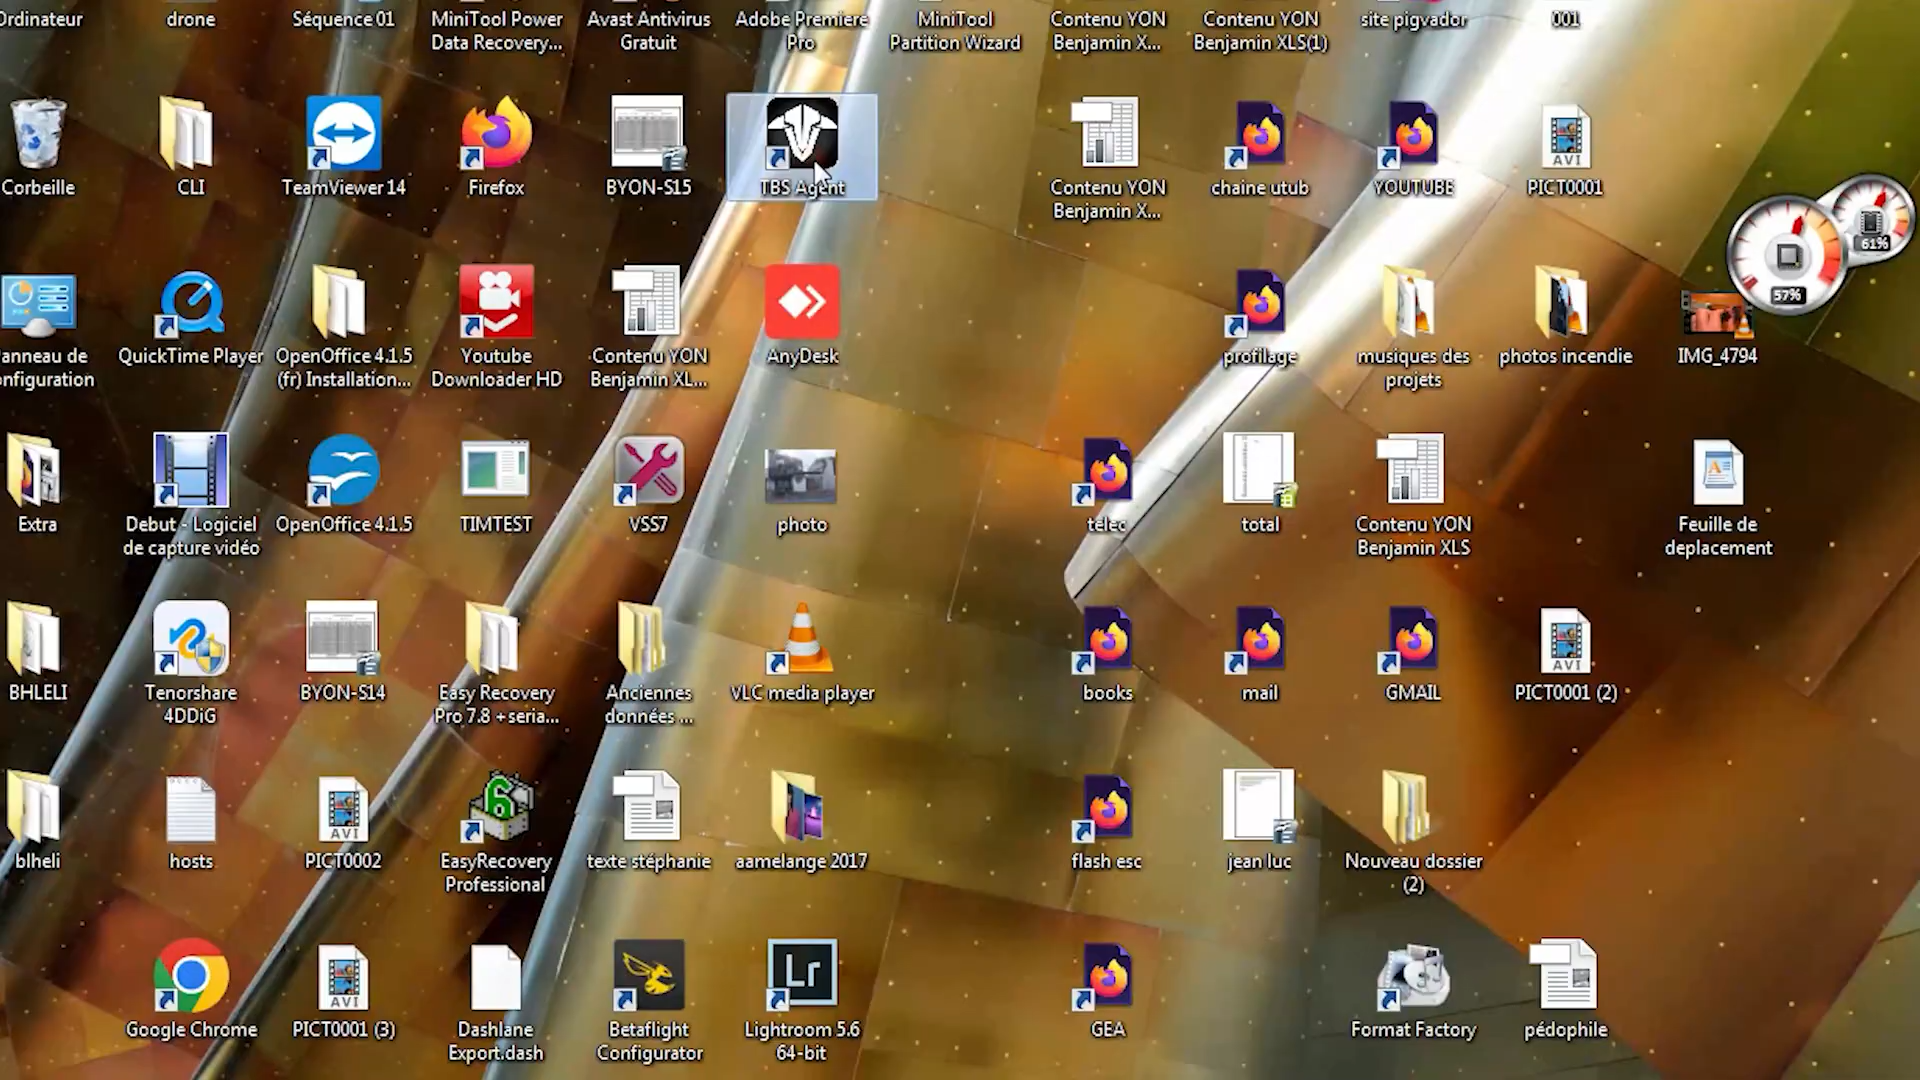 Ordinateur
drone
Séquence 01
MiniTool Power
Data Recovery...
Avast Antivirus
Gratuit
Adobe Premiere
Pro
MiniTool
Partition Wizard
Contenu YON
Benjamin X...
Contenu YON
Benjamin XLS(1)
site pigvador
001
Corbeille
CLI
TeamViewer 14
Firefox
BYON-S15
TBS Agent
Contenu YON
Benjamin X...
chaine utub
YOUTUBE
AVI
PICT0001
61%
57%
anneau de
onfiguration
QuickTime Player
OpenOffice 4.1.5
(fr) Installation...
Youtube
Downloader HD
Contenu YON
Benjamin XL...
AnyDesk
profilage
musiques des
projets
photos incendie
IMG_4794
Extra
Debut - Logiciel
de capture vidéo
OpenOffice 4.1.5
TIMTEST
VSS7
photo
telec
total
Contenu YON
Benjamin XLS
Feuille de
deplacement
BHLELI
Tenorshare
4DDiG
BYON-S14
Easy Recovery
Pro 7.8 +seria...
Anciennes
données ...
VLC media player
books
mail
GMAIL
AVI
PICT0001 (2)
blheli
hosts
AVI
PICT0002
6
EasyRecovery
Professional
texte stéphanie
aamelange 2017
flash esc
jean luc
Nouveau dossier
(2)
Google Chrome
AVI
PICT0001 (3)
Dashlane
Export.dash
Betaflight
Configurator
Lr
Lightroom 5.6
64-bit
GEA
Format Factory
pédophile